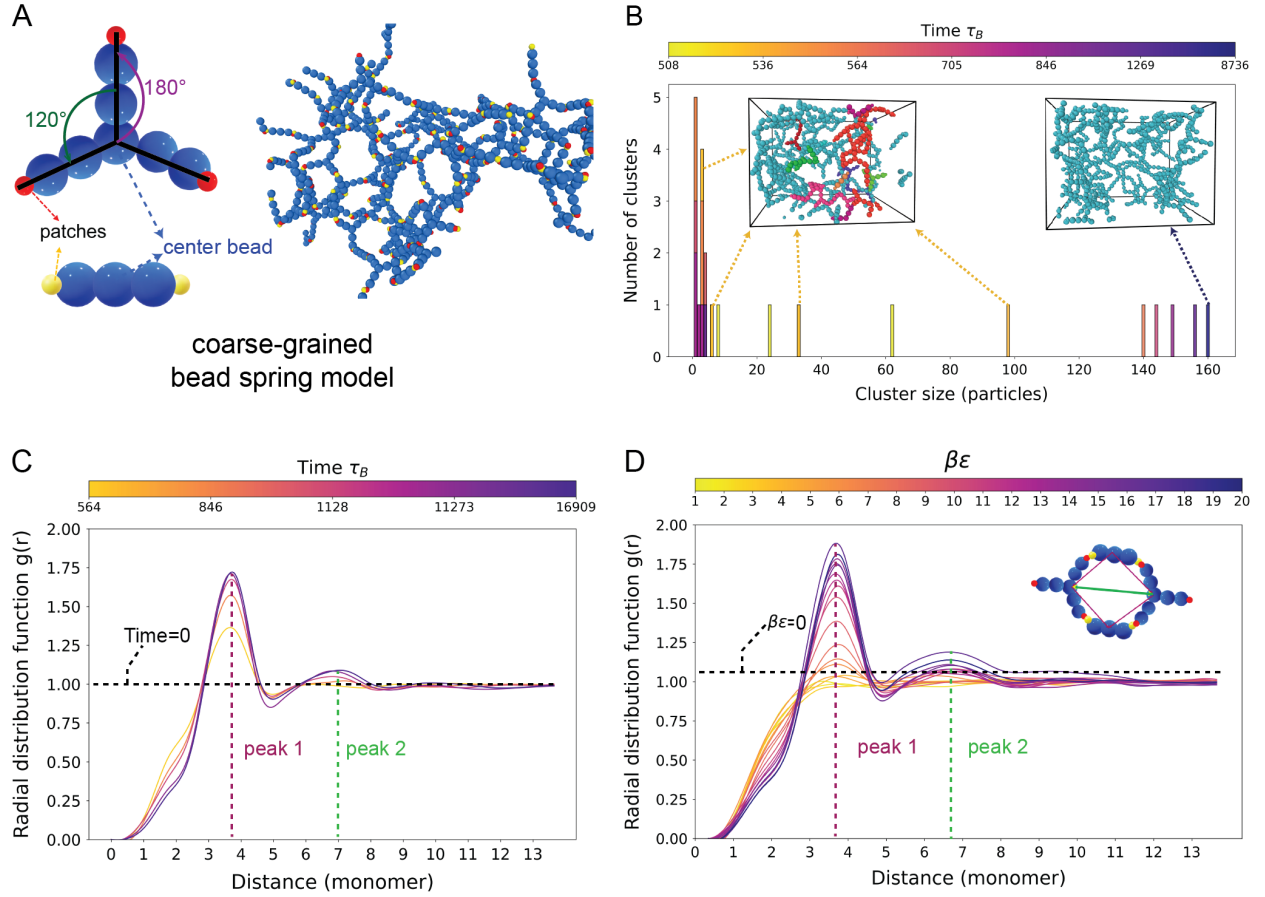 A
180°
120°
patches
center bead
coarse-grained
bead spring model
B
Time τ_B
508 536 564 705 846 1269 8736
Number of clusters
5
4
3
2
1
0
0 20 40 60 80 100 120 140 160
Cluster size (particles)
C
Time τ_B
564 846 1128 11273 16909
Radial distribution function g(r)
2.00
1.75
1.50
1.25
1.00
0.75
0.50
0.25
0.00
Time=0
peak 1 peak 2
0 1 2 3 4 5 6 7 8 9 10 11 12 13
Distance (monomer)
D
βε
1 2 3 4 5 6 7 8 9 10 11 12 13 14 15 16 17 18 19 20
Radial distribution function g(r)
2.00
1.75
1.50
1.25
1.00
0.75
0.50
0.25
0.00
βε=0
peak 1 peak 2
0 1 2 3 4 5 6 7 8 9 10 11 12 13
Distance (monomer)